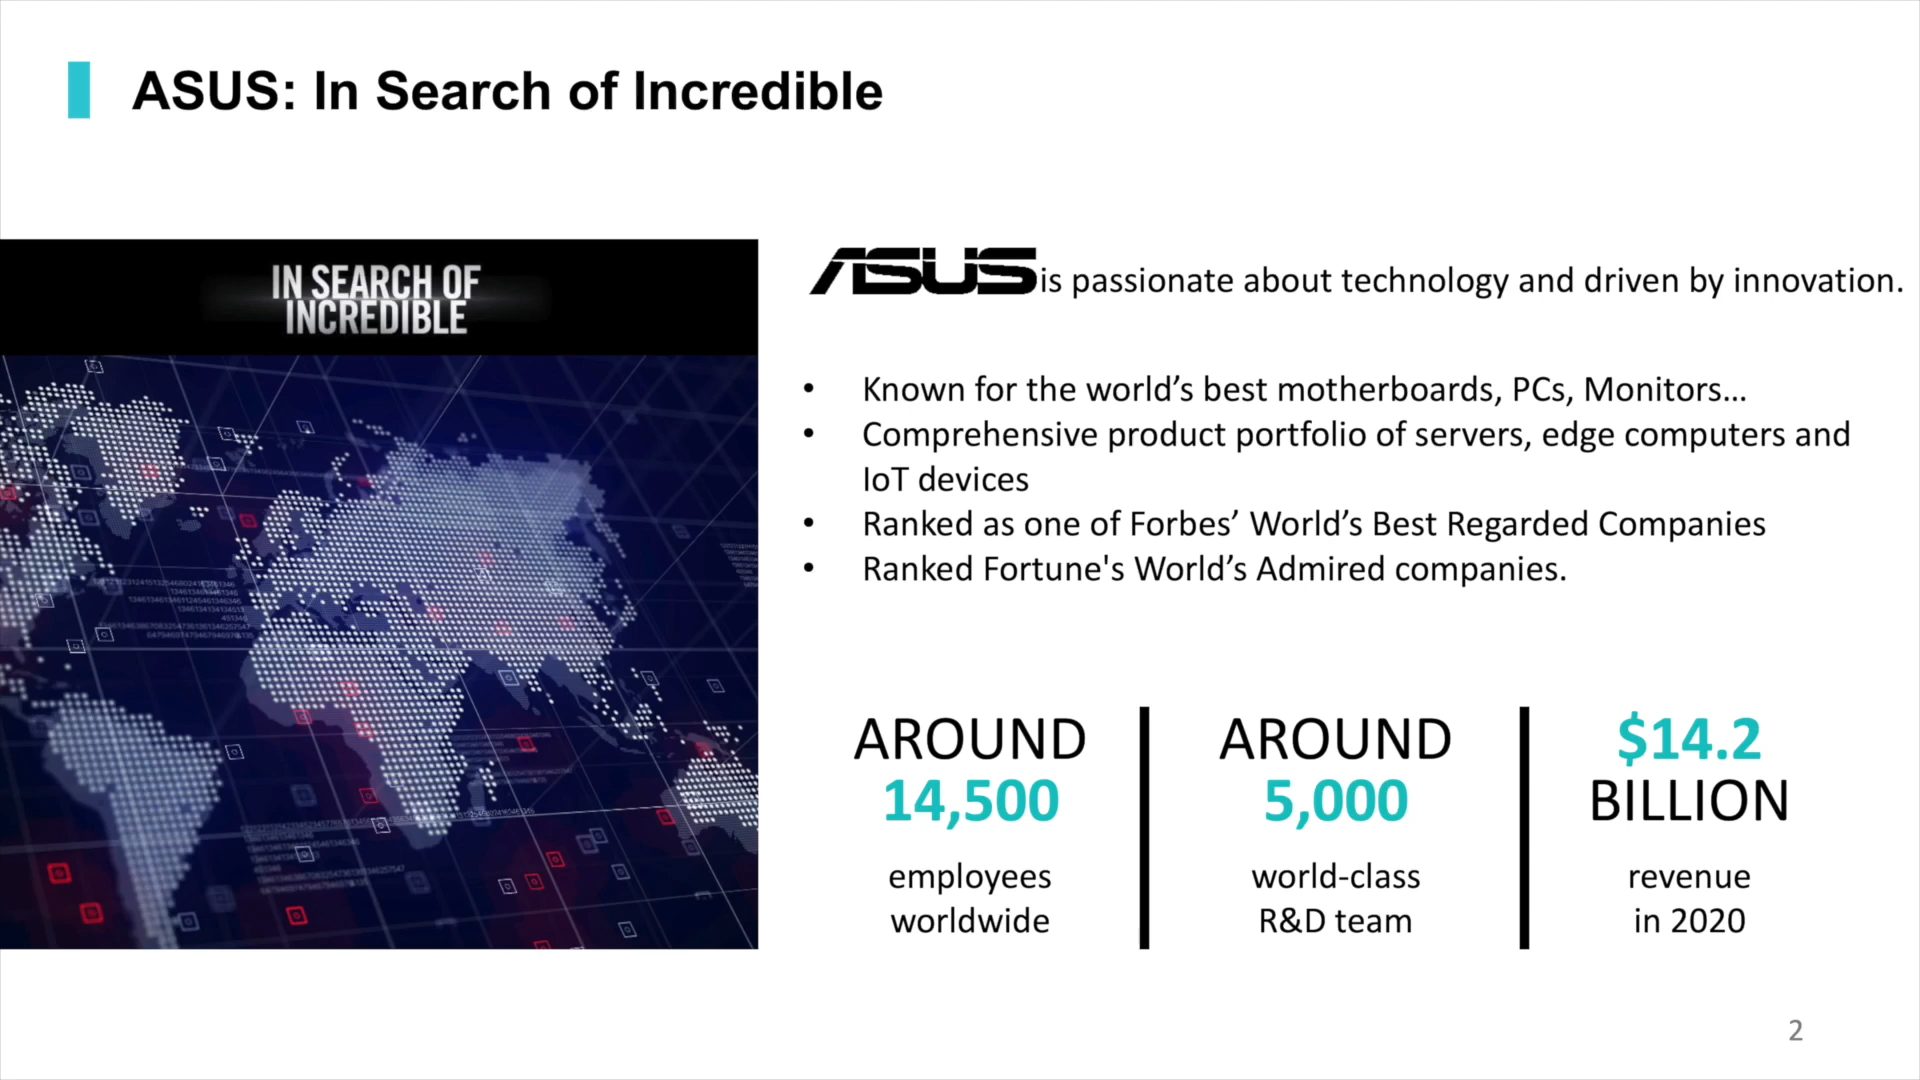 ASUS: In Search of Incredible
IN SEARCH OF
INCREDIBLE
ASUS is passionate about technology and driven by innovation.
• Known for the world’s best motherboards, PCs, Monitors...
• Comprehensive product portfolio of servers, edge computers and
IoT devices
• Ranked as one of Forbes’ World’s Best Regarded Companies
• Ranked Fortune's World’s Admired companies.
AROUND
14,500
employees
worldwide
AROUND
5,000
world-class
R&D team
$14.2
BILLION
revenue
in 2020
2